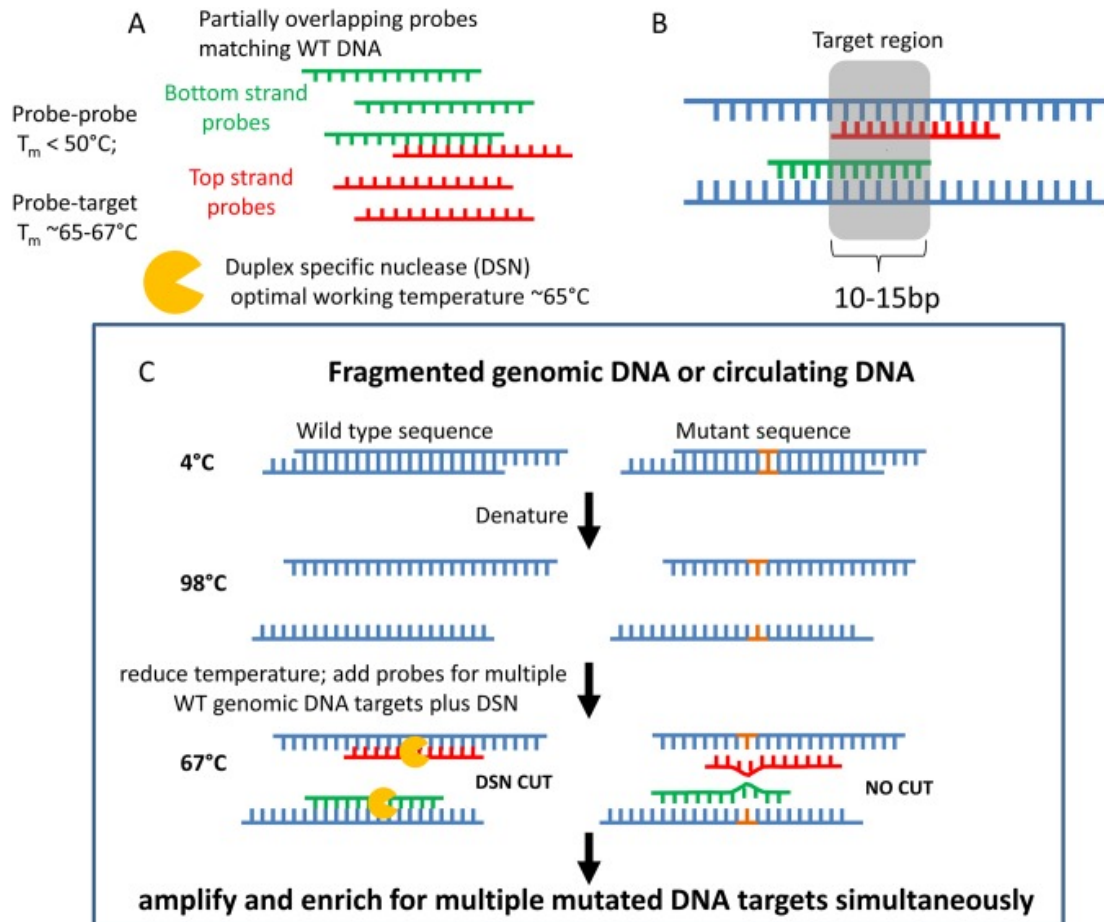 A
Partially overlapping probes
matching WT DNA
Bottom strand
probes
Probe-probe
Tm < 50°C;
Top strand
probes
Probe-target
Tm ~65-67°C
Duplex specific nuclease (DSN)
optimal working temperature ~65°C
B
Target region
10-15bp
C
Fragmented genomic DNA or circulating DNA
Wild type sequence
Mutant sequence
4°C
Denature
98°C
reduce temperature; add probes for multiple
WT genomic DNA targets plus DSN
67°C
DSN CUT
NO CUT
amplify and enrich for multiple mutated DNA targets simultaneously